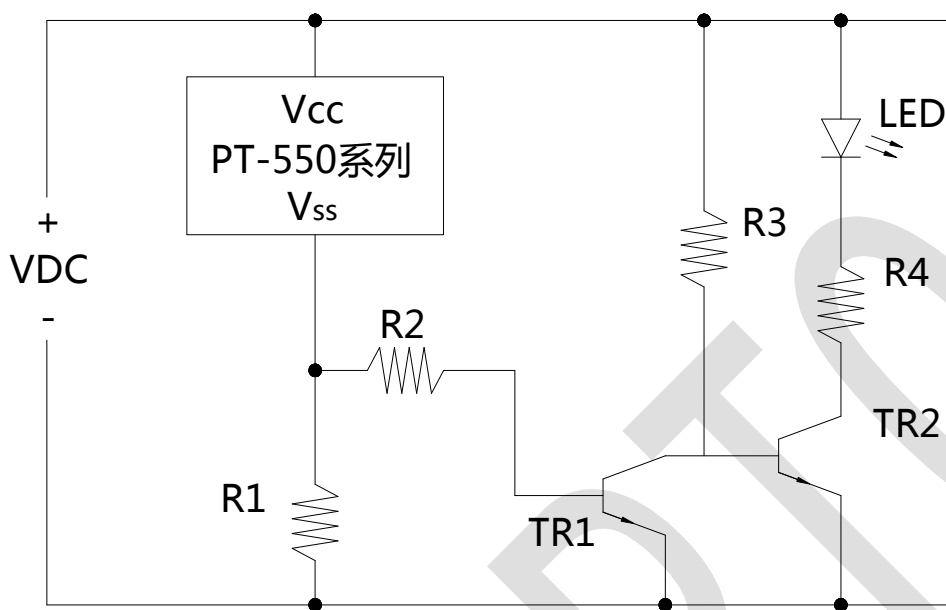 Vcc
PT-550系列
Vss
LED
+
VDC
-
R3
R4
R2
TR2
R1
TR1